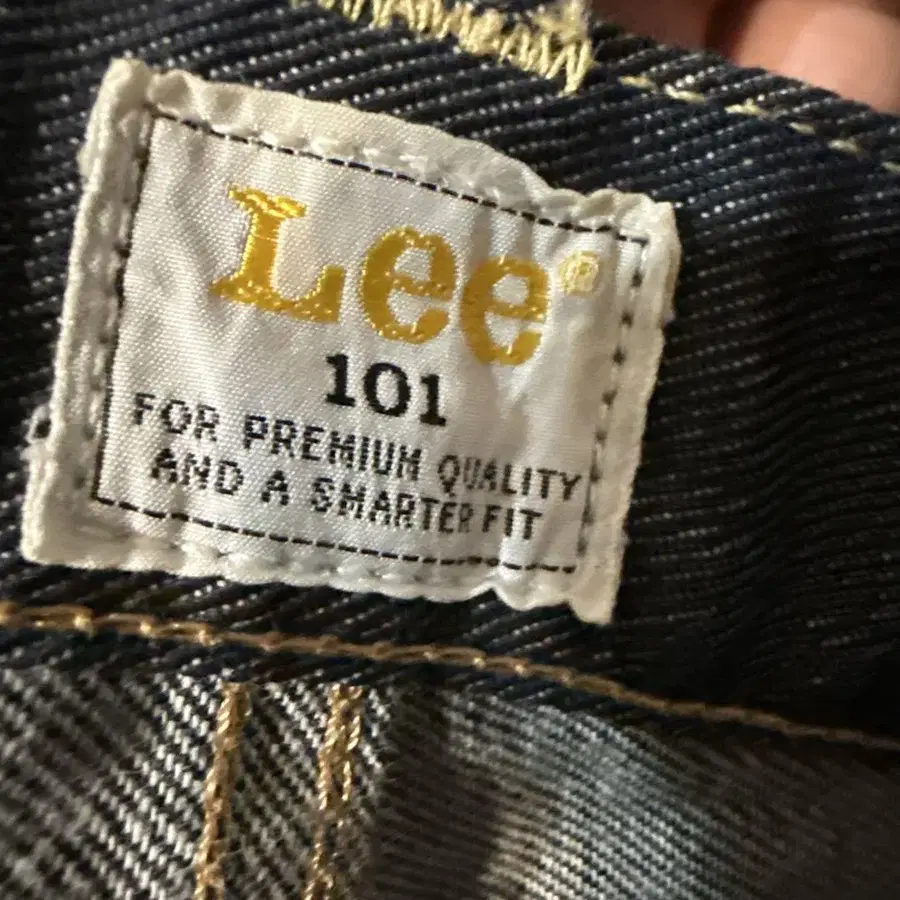 Lee®
101
FOR PREMIUM QUALITY
AND A SMARTER FIT